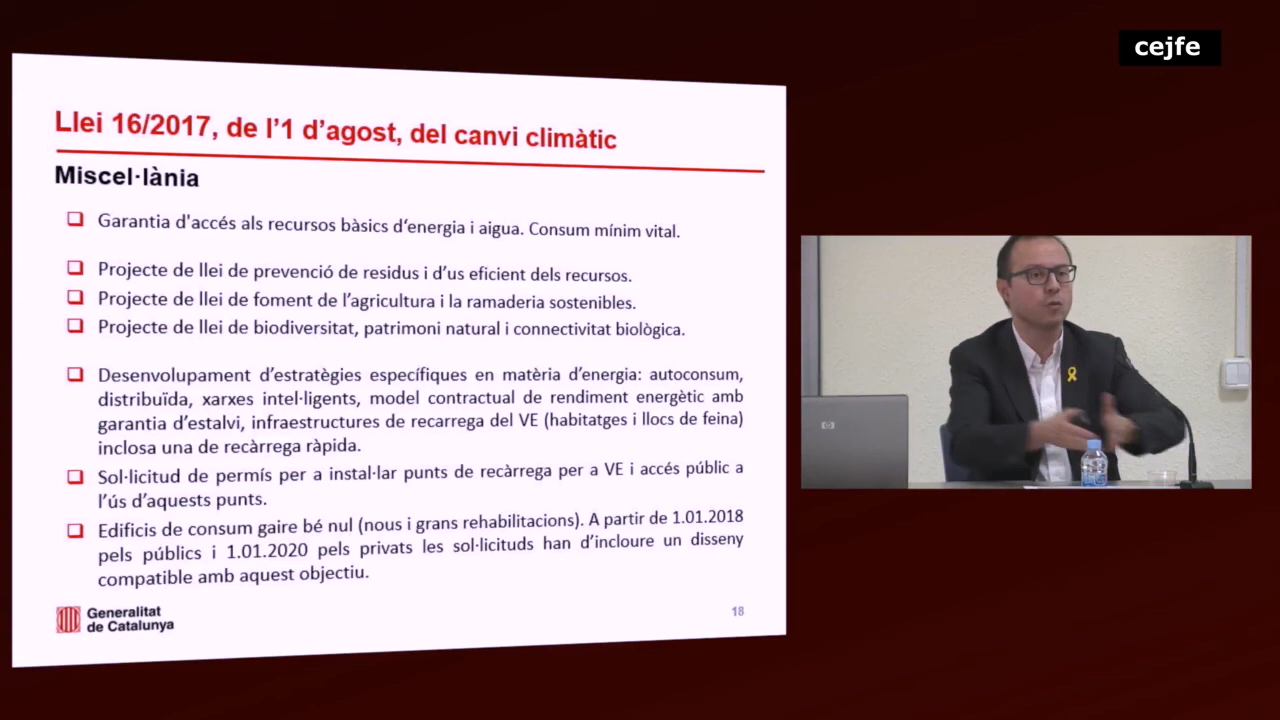 cejfe
Llei 16/2017, de l'1 d'agost, del canvi climàtic
Miscel·lània
Garantia d'accés als recursos bàsics d'energia i aigua. Consum mínim vital.
Projecte de llei de prevenció de residus i d'us eficient dels recursos.
Projecte de llei de foment de l'agricultura i la ramaderia sostenibles.
Projecte de llei de biodiversitat, patrimoni natural i connectivitat biològica.
Desenvolupament d'estratègies específiques en matèria d'energia: autoconsum,
distribuïda, xarxes intel·ligents, model contractual de rendiment energètic amb
garantia d'estalvi, infraestructures de recarrega del VE (habitatges i llocs de feina)
inclosa una de recàrrega ràpida.
Sol·licitud de permís per a instal·lar punts de recàrrega per a VE i accés públic a
l'ús d'aquests punts.
Edificis de consum gaire bé nul (nous i grans rehabilitacions). A partir de 1.01.2018
pels públics i 1.01.2020 pels privats les sol·licituds han d'incloure un disseny
compatible amb aquest objectiu.
Generalitat
de Catalunya
18
hp